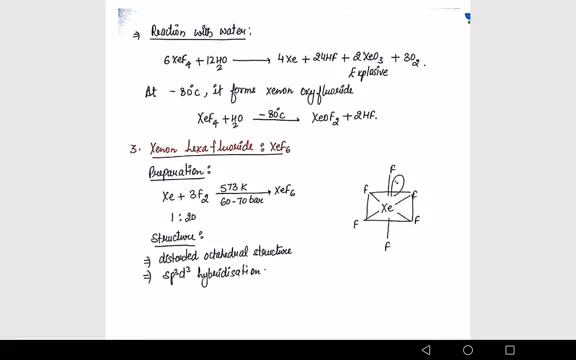 ⇒ Reaction with water:
6XeF₄ + 12H₂O ⟶ 4Xe + 24HF + 2XeO₃ + 3O₂.
Explosive
At -80°c, it forms xenon oxyfluoride
XeF₄ + H₂O -80°c⟶ XeOF₂ + 2HF.
3. Xenon hexafluoride : XeF₆
Preparation:
Xe + 3F₂ 573 K⟶ XeF₆
60-70 bar
1 : 20
Structure:
⇒ distorded octahedral structure
⇒ sp³d³ hybridisation.
F
F F
Xe
F F
F